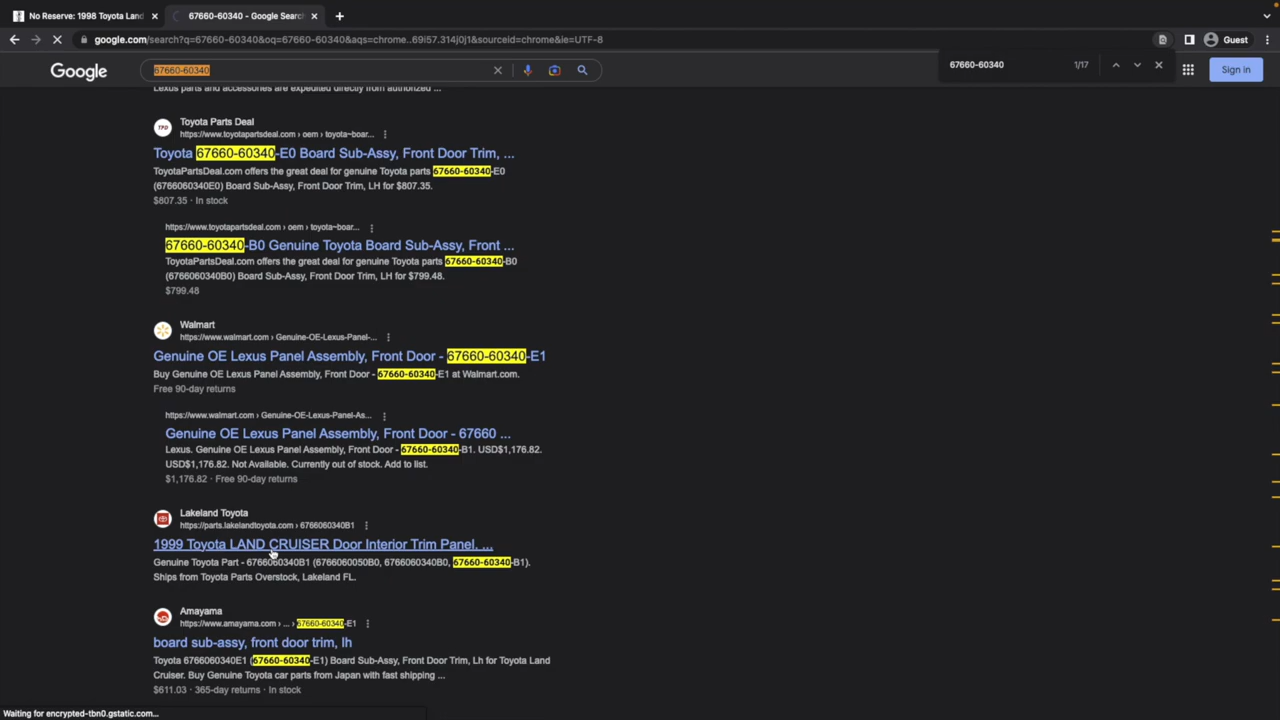 No Reserve: 1998 Toyota Land
67660-60340 - Google Search
google.com/search?q=67660-60340&oq=67660-60340&aqs=chrome..69i57.314j0j1&sourceid=chrome&ie=UTF-8
Guest
67660-60340
1/17
Google
67660-60340
Sign in
Lexus parts and accessories are expedited directly from authorized ...
Toyota Parts Deal
https://www.toyotapartsdeal.com › oem › toyota~boar...
Toyota 67660-60340-E0 Board Sub-Assy, Front Door Trim, ...
ToyotaPartsDeal.com offers the great deal for genuine Toyota parts 67660-60340-E0
(6766060340E0) Board Sub-Assy, Front Door Trim, LH for $807.35.
$807.35 · In stock
https://www.toyotapartsdeal.com › oem › toyota~boar...
67660-60340-B0 Genuine Toyota Board Sub-Assy, Front ...
ToyotaPartsDeal.com offers the great deal for genuine Toyota parts 67660-60340-B0
(6766060340B0) Board Sub-Assy, Front Door Trim, LH for $799.48.
$799.48
Walmart
https://www.walmart.com › Genuine-OE-Lexus-Panel-...
Genuine OE Lexus Panel Assembly, Front Door - 67660-60340-E1
Buy Genuine OE Lexus Panel Assembly, Front Door - 67660-60340-E1 at Walmart.com.
Free 90-day returns
https://www.walmart.com › Genuine-OE-Lexus-Panel-As...
Genuine OE Lexus Panel Assembly, Front Door - 67660 ...
Lexus. Genuine OE Lexus Panel Assembly, Front Door - 67660-60340-B1. USD$1,176.82.
USD$1,176.82. Not Available. Currently out of stock. Add to list.
$1,176.82 · Free 90-day returns
Lakeland Toyota
https://parts.lakelandtoyota.com › 6766060340B1
1999 Toyota LAND CRUISER Door Interior Trim Panel. ...
Genuine Toyota Part - 6766060340B1 (6766060050B0, 6766060340B0, 67660-60340-B1).
Ships from Toyota Parts Overstock, Lakeland FL.
Amayama
https://www.amayama.com › ... › 67660-60340-E1
board sub-assy, front door trim, lh
Toyota 6766060340E1 (67660-60340-E1) Board Sub-Assy, Front Door Trim, Lh for Toyota Land
Cruiser. Buy Genuine Toyota car parts from Japan with fast shipping ...
$611.03 · 365-day returns · In stock
Waiting for encrypted-tbn0.gstatic.com...